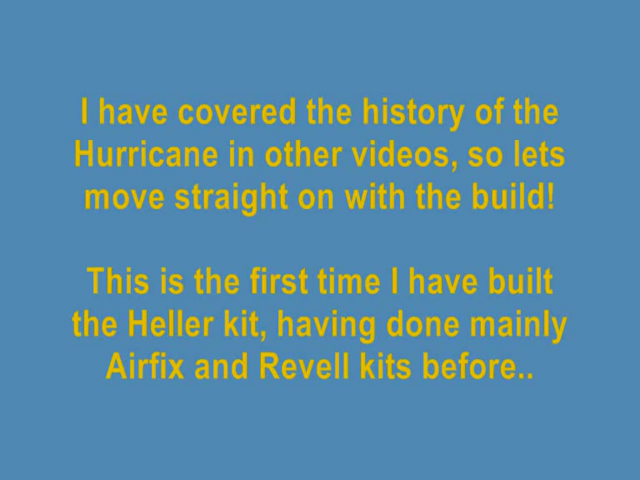 I have covered the history of the
Hurricane in other videos, so lets
move straight on with the build!
This is the first time I have built
the Heller kit, having done mainly
Airfix and Revell kits before..